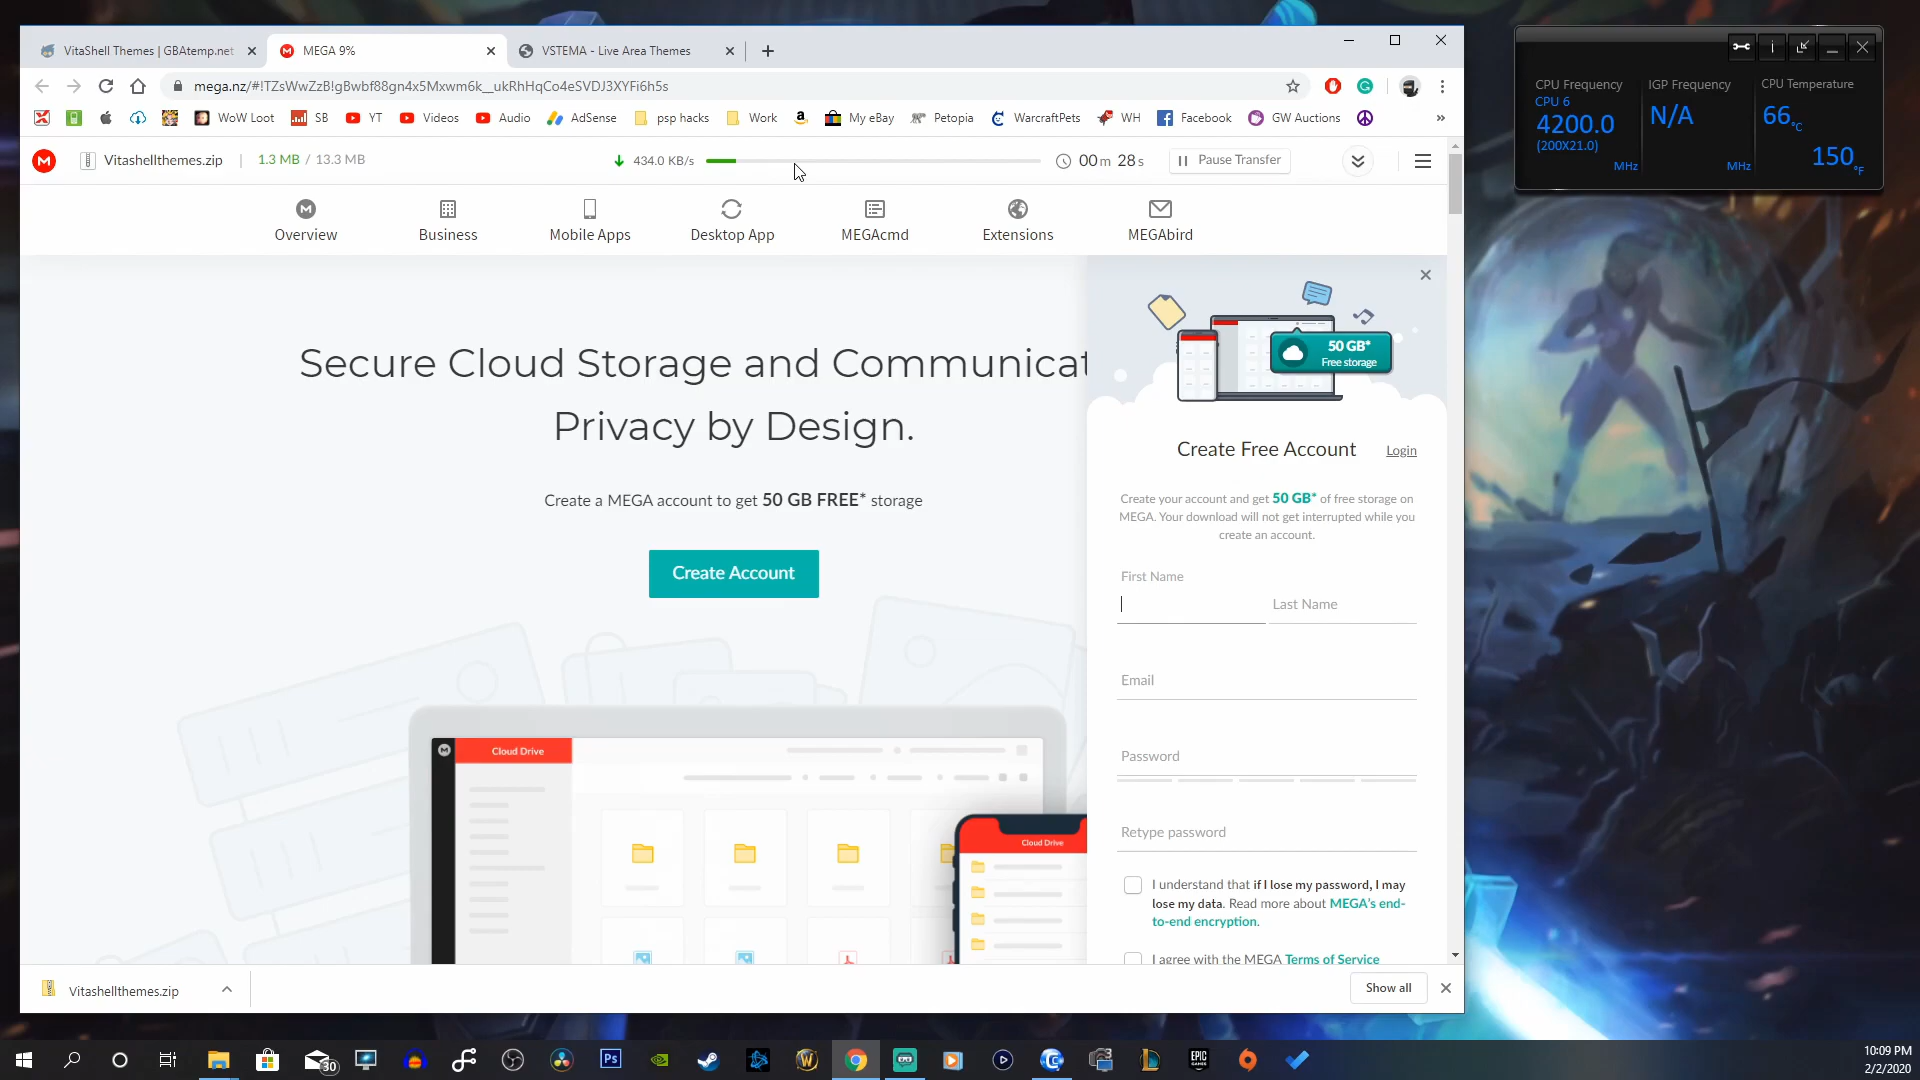 VitaShell Themes | GBAtemp.net
MEGA 9%
VSTEMA - Live Area Themes
mega.nz/#!TZsWwZzB!gBwbf88gn4x5Mxwm6k__ukRhHqCo4eSVDJ3XYFi6h5s
WoW Loot
SB
YT
Videos
Audio
AdSense
psp hacks
Work
My eBay
Petopia
WarcraftPets
WH
Facebook
GW Auctions
Vitashellthemes.zip
1.3 MB / 13.3 MB
434.0 KB/s
00m 28s
Pause Transfer
Overview
Business
Mobile Apps
Desktop App
MEGAcmd
Extensions
MEGAbird
Secure Cloud Storage and Communicat
Privacy by Design.
Create a MEGA account to get 50 GB FREE* storage
Create Account
Cloud Drive
Cloud Drive
50 GB*
Free storage
Create Free Account
Login
Create your account and get 50 GB* of free storage on
MEGA. Your download will not get interrupted while you
create an account.
First Name
Last Name
Email
Password
Retype password
I understand that if I lose my password, I may
lose my data. Read more about MEGA's end-
to-end encryption.
I agree with the MEGA Terms of Service
Vitashellthemes.zip
Show all
CPU Frequency
CPU 6
4200.0
(200X21.0)
MHz
IGP Frequency
N/A
MHz
CPU Temperature
66°C
150°F
30
Ps
EPIC
GAMES
10:09 PM
2/2/2020